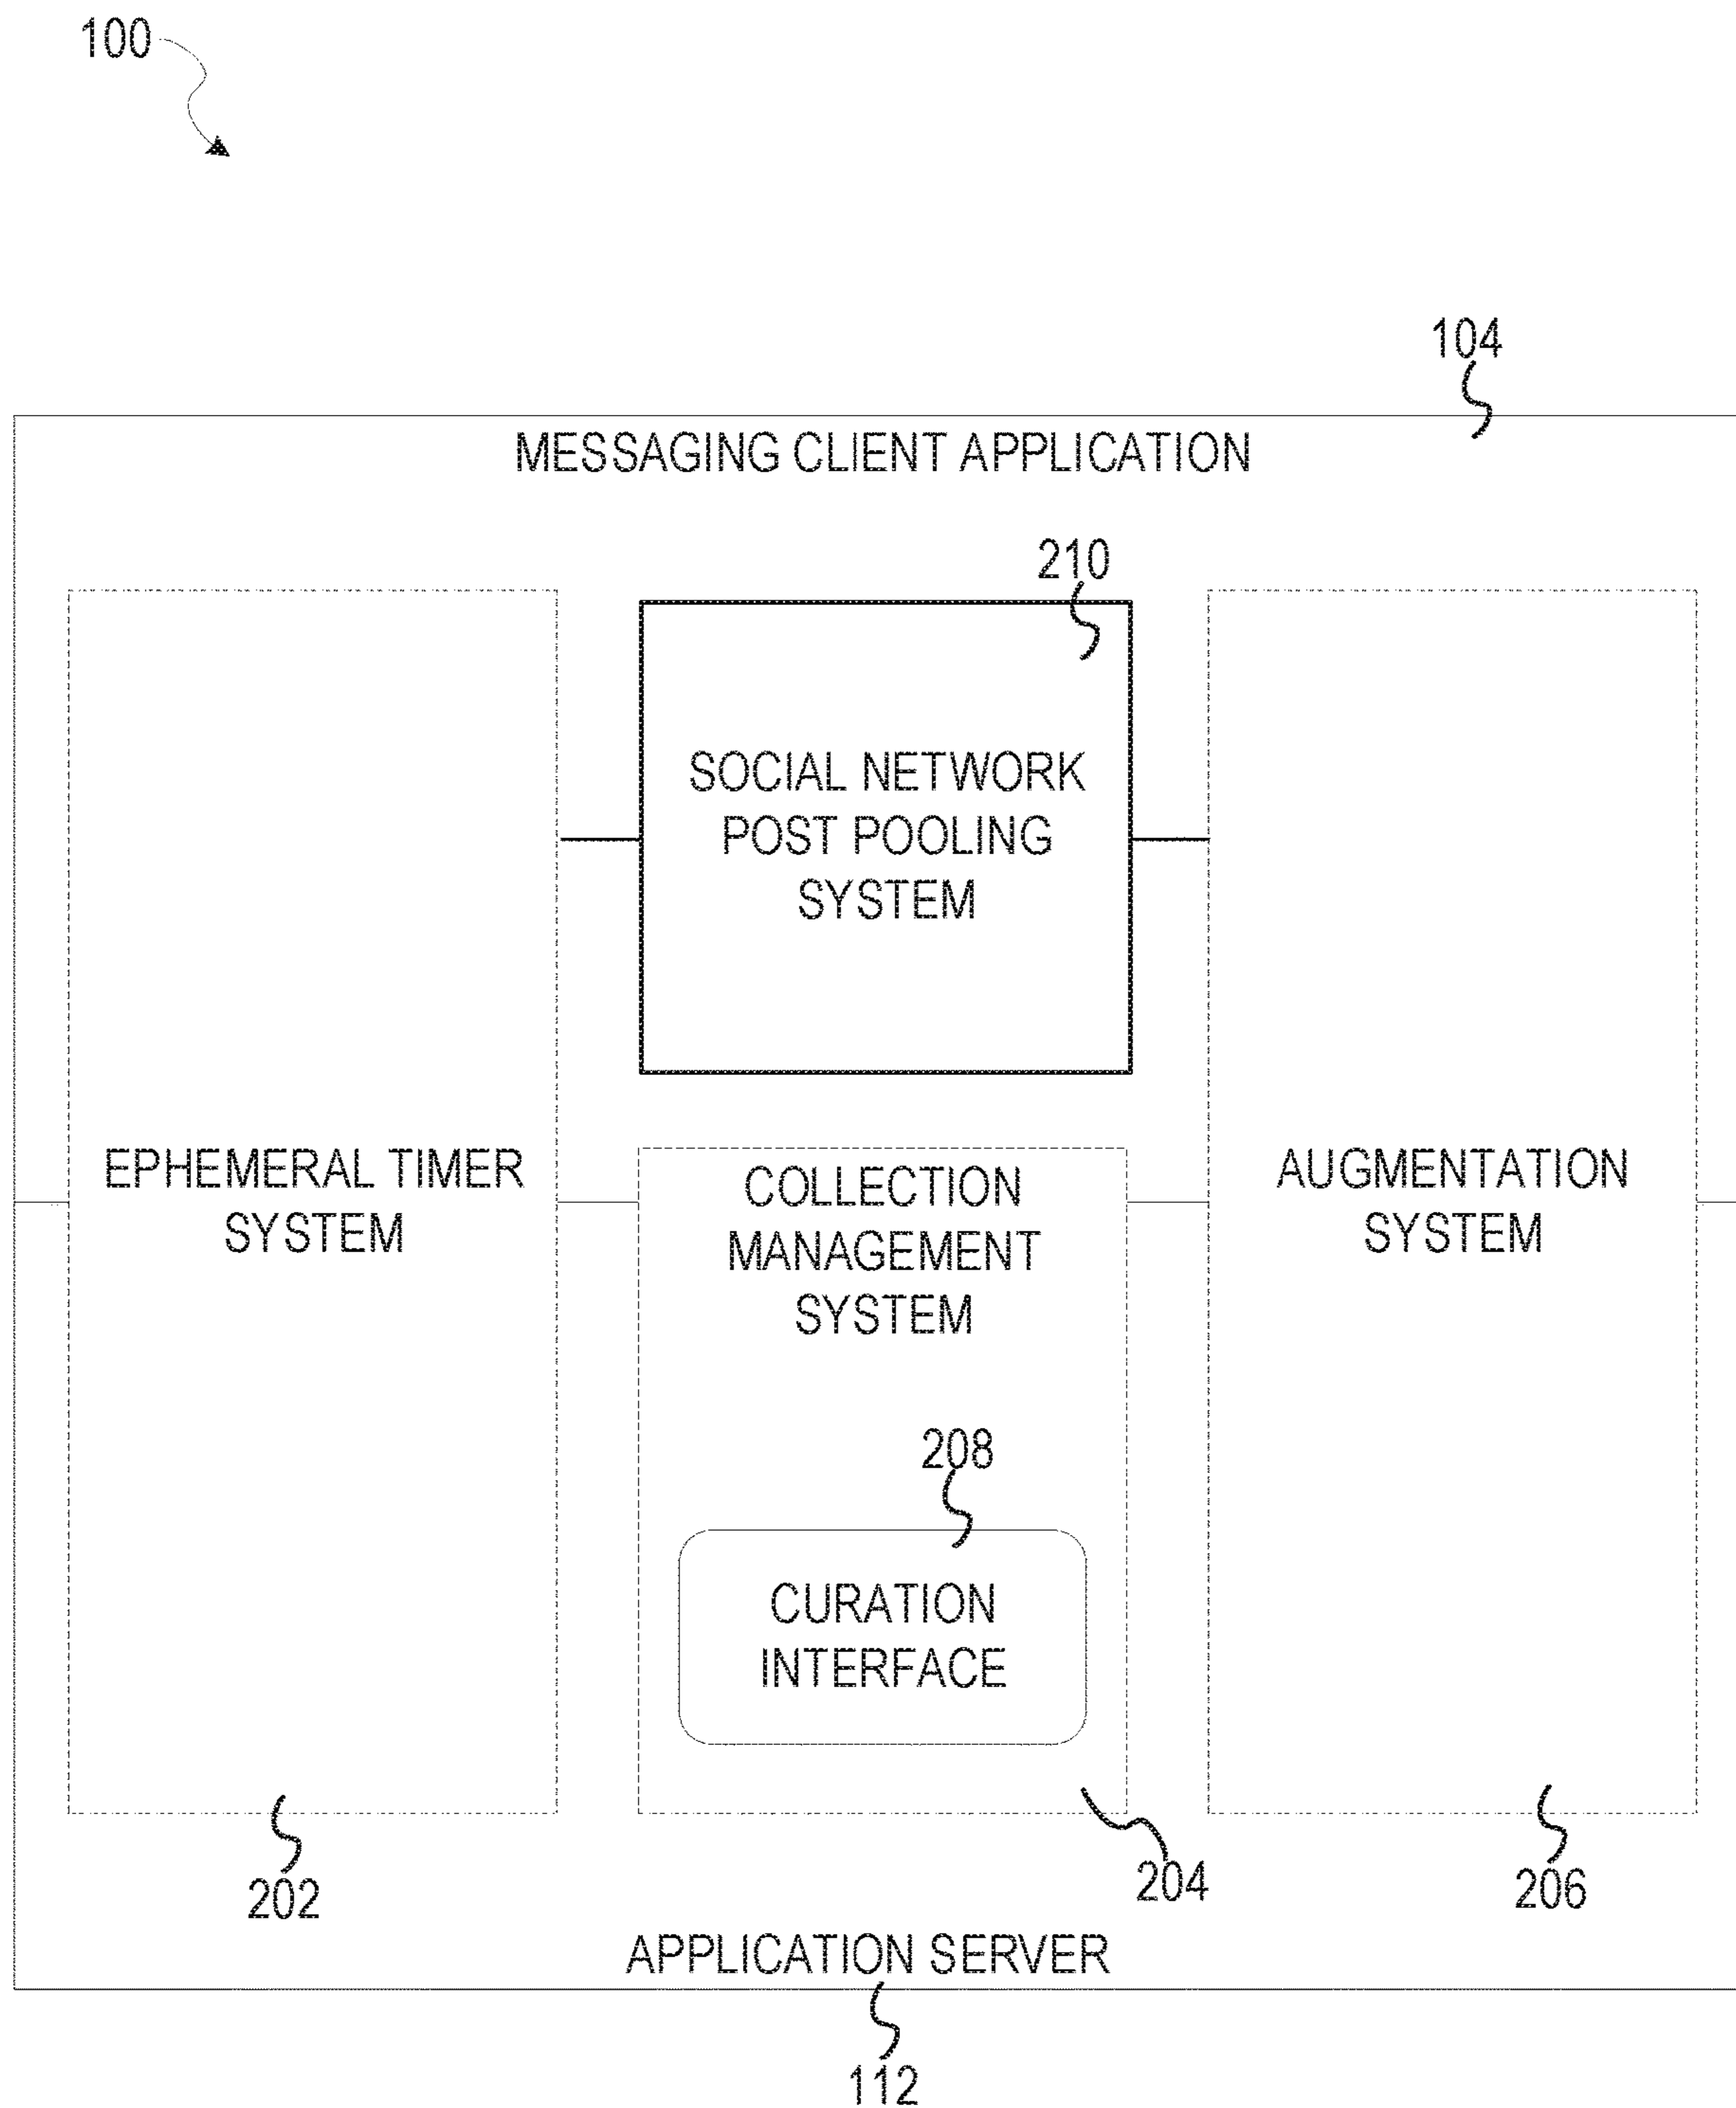 100
104
MESSAGING CLIENT APPLICATION
210
SOCIAL NETWORK
POST POOLING
SYSTEM
EPHEMERAL TIMER
SYSTEM
COLLECTION
MANAGEMENT
SYSTEM
AUGMENTATION
SYSTEM
208
CURATION
INTERFACE
202
204
206
APPLICATION SERVER
112